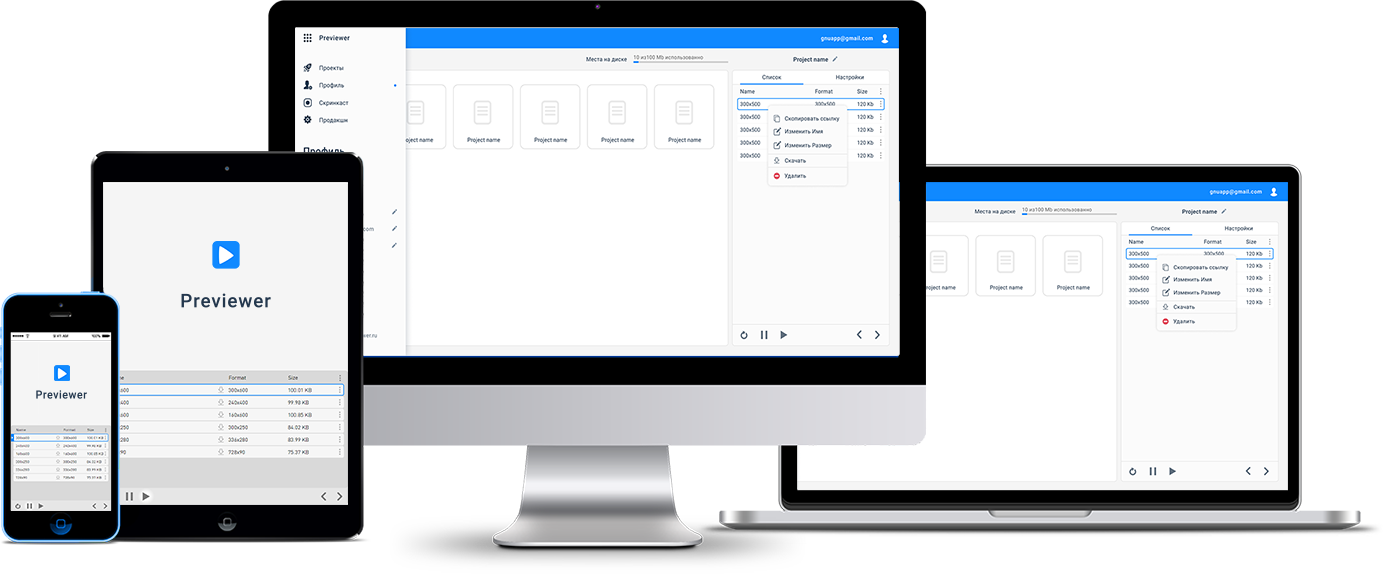 Previewer
Проекты
Профиль
Скринкаст
Продакшн
Профиль
.com
ver.ru
gnuapp@gmail.com
Места на диске 10 из100 Mb использованно
Project name
oject name
Project name
Project name
Project name
Project name
Список Настройки
Name Format Size
300x500 300x500 120 Kb
300x500 120 Kb
300x500 120 Kb
300x500 120 Kb
300x500 120 Kb
Скопировать ссылку
Изменить Имя
Изменить Размер
Скачать
Удалить
gnuapp@gmail.com
Места на диске 10 из100 Mb использованно
Project name
roject name
Project name
Project name
Список Настройки
Name Format Size
300x500 300x500 120 Kb
300x500 120 Kb
300x500 120 Kb
300x500 120 Kb
300x500 120 Kb
Скопировать ссылку
Изменить Имя
Изменить Размер
Скачать
Удалить
Previewer
me Format Size
x600 300x600 100.01 KB
x400 240x400 99.98 KB
x600 160x600 100.85 KB
x250 300x250 84.02 KB
x280 336x280 83.99 KB
x90 728x90 75.37 KB
9:41 AM 100%
Previewer
Name Format Size
300x600 300x600 100.01 KB
240x400 240x400 99.98 KB
160x600 160x600 100.85 KB
300x250 300x250 84.02 KB
336x280 83.99 KB
728x90 728x90 75.37 KB